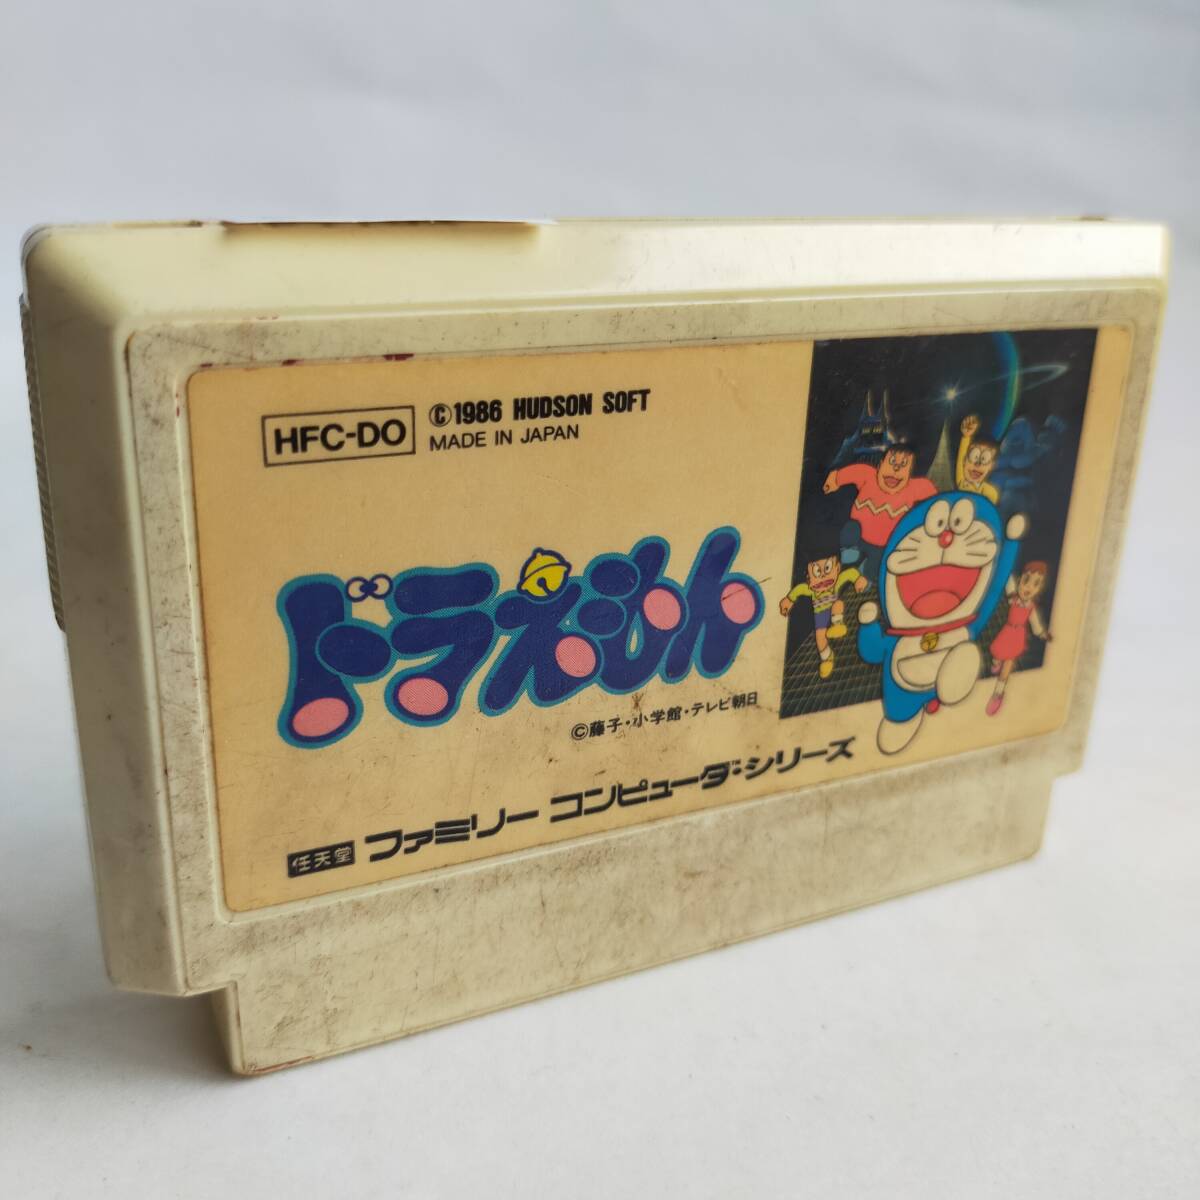 HFC-DO
©1986 HUDSON SOFT
MADE IN JAPAN
ドラえもん
©藤子・小学館・テレビ朝日
任天堂 ファミリー コンピュータ・シリーズ